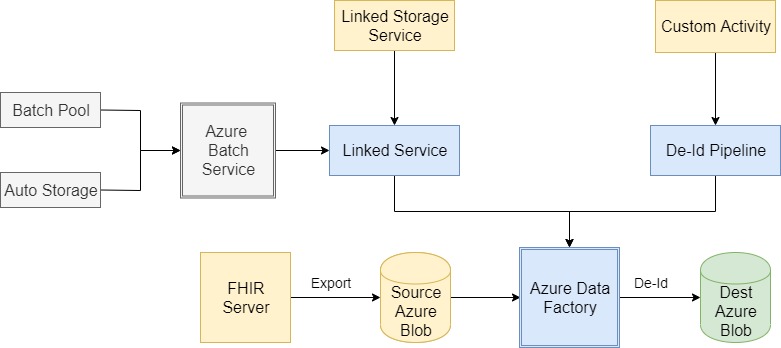 Linked Storage
Service
Custom Activity
Batch Pool
Auto Storage
Azure
Batch
Service
Linked Service
De-Id Pipeline
FHIR
Server
Export
Source
Azure
Blob
Azure Data
Factory
De-Id
Dest
Azure
Blob